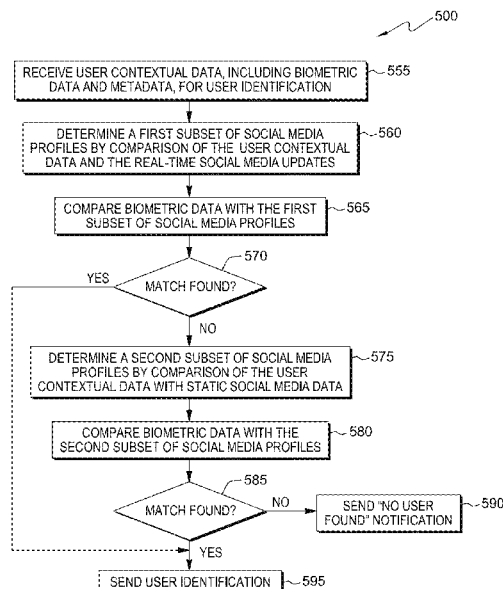 500
RECEIVE USER CONTEXTUAL DATA, INCLUDING BIOMETRIC
DATA AND METADATA, FOR USER IDENTIFICATION
555
DETERMINE A FIRST SUBSET OF SOCIAL MEDIA
PROFILES BY COMPARISON OF THE USER CONTEXTUAL
DATA AND THE REAL-TIME SOCIAL MEDIA UPDATES
560
COMPARE BIOMETRIC DATA WITH THE FIRST
SUBSET OF SOCIAL MEDIA PROFILES
565
570
YES
MATCH FOUND?
NO
DETERMINE A SECOND SUBSET OF SOCIAL MEDIA
PROFILES BY COMPARISON OF THE USER
CONTEXTUAL DATA WITH STATIC SOCIAL MEDIA DATA
575
COMPARE BIOMETRIC DATA WITH THE
SECOND SUBSET OF SOCIAL MEDIA PROFILES
580
585
MATCH FOUND?
NO
SEND "NO USER
FOUND" NOTIFICATION
590
YES
SEND USER IDENTIFICATION
595